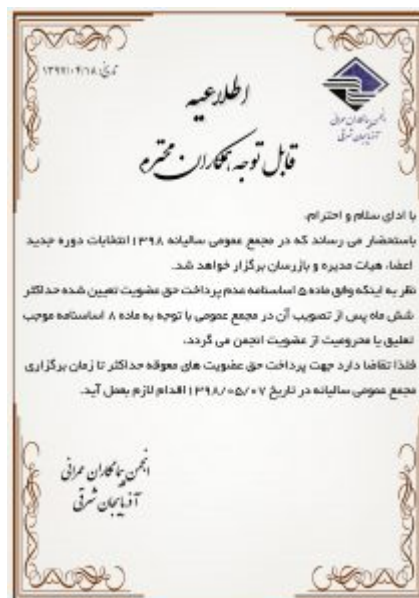 تاریخ: ۱۳۹۷/۰۴/۱۸
انجمن پیمانکاران عمرانی
آذربایجان شرقی
اطلاعیه
قابل توجه همکاران محترم
با ادای سلام و احترام،
باستحضار می رساند که در مجمع عمومی سالیانه ۱۳۹۸ انتخابات دوره جدید
اعضاء هیات مدیره و بازرسان برگزار خواهد شد.
نظر به اینکه وفق ماده ۵ اساسنامه عدم پرداخت حق عضویت تعیین شده حداکثر
شش ماه پس از تصویب آن در مجمع عمومی با توجه به ماده ۸ اساسنامه موجب
تعلیق یا محرومیت از عضویت انجمن می گردد.
فلذا تقاضا دارد جهت پرداخت حق عضویت های معوقه حداکثر تا زمان برگزاری
مجمع عمومی سالیانه در تاریخ ۱۳۹۸/۰۵/۰۷ اقدام لازم بعمل آید.
انجمن پیمانکاران عمرانی
آذربایجان شرقی